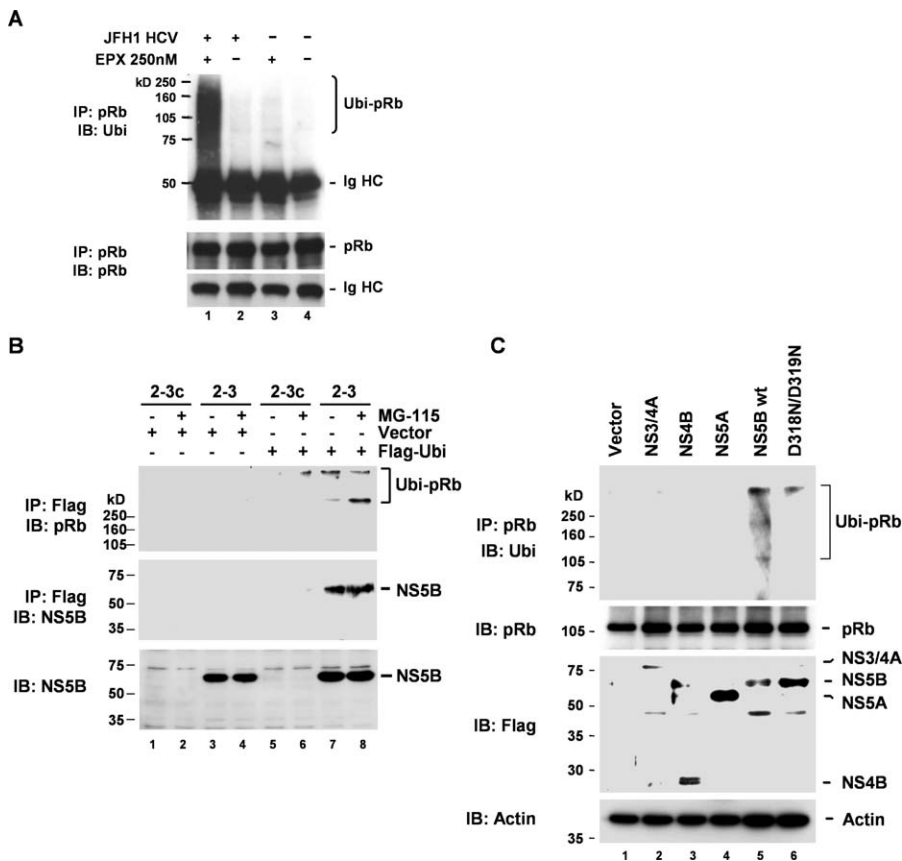 A
JFH1 HCV + + – –
EPX 250nM + – + –
kD 250 –
160 –
105 –
75 –
50 –
IP: pRb
IB: Ubi
Ubi-pRb
– Ig HC
IP: pRb
IB: pRb
– pRb
– Ig HC
1 2 3 4
B
2-3c 2-3 2-3c 2-3
- + - + - + - + MG-115
+ + + + - - - - Vector
- - - - + + + + Flag-Ubi
IP: Flag
IB: pRb
kD
250 –
160 –
105 –
Ubi-pRb
IP: Flag
IB: NS5B
75 –
50 –
35 –
– NS5B
IB: NS5B
75 –
50 –
35 –
– NS5B
1 2 3 4 5 6 7 8
C
Vector
NS3/4A
NS4B
NS5A
NS5B wt
D318N/D319N
IP: pRb
IB: Ubi
kD
250 –
160 –
105 –
75 –
Ubi-pRb
IB: pRb
105 –
– pRb
IB: Flag
75 –
50 –
35 –
30 –
NS3/4A
NS5B
NS5A
NS4B
IB: Actin
35 –
– Actin
1 2 3 4 5 6